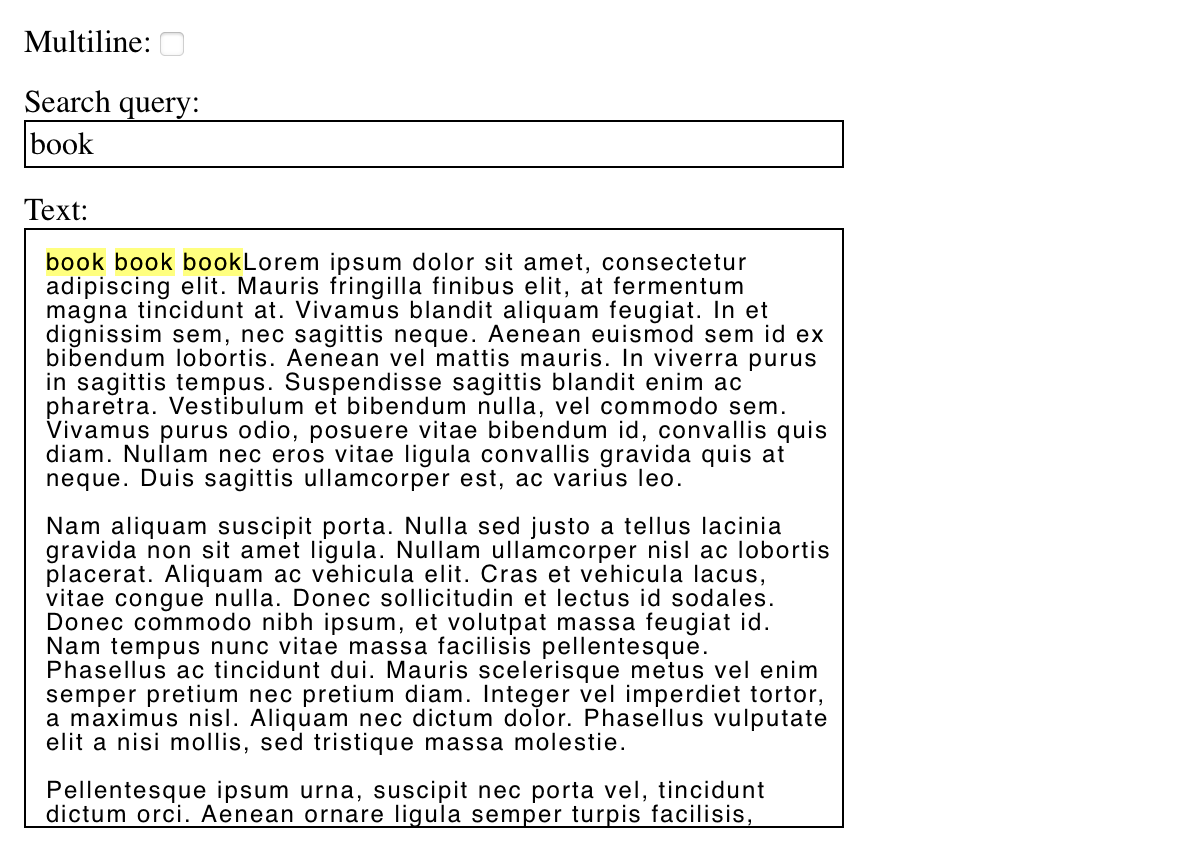 Multiline:
Search query:
book
Text:
book book bookLorem ipsum dolor sit amet, consectetur
adipiscing elit. Mauris fringilla finibus elit, at fermentum
magna tincidunt at. Vivamus blandit aliquam feugiat. In et
dignissim sem, nec sagittis neque. Aenean euismod sem id ex
bibendum lobortis. Aenean vel mattis mauris. In viverra purus
in sagittis tempus. Suspendisse sagittis blandit enim ac
pharetra. Vestibulum et bibendum nulla, vel commodo sem.
Vivamus purus odio, posuere vitae bibendum id, convallis quis
diam. Nullam nec eros vitae ligula convallis gravida quis at
neque. Duis sagittis ullamcorper est, ac varius leo.
Nam aliquam suscipit porta. Nulla sed justo a tellus lacinia
gravida non sit amet ligula. Nullam ullamcorper nisl ac lobortis
placerat. Aliquam ac vehicula elit. Cras et vehicula lacus,
vitae congue nulla. Donec sollicitudin et lectus id sodales.
Donec commodo nibh ipsum, et volutpat massa feugiat id.
Nam tempus nunc vitae massa facilisis pellentesque.
Phasellus ac tincidunt dui. Mauris scelerisque metus vel enim
semper pretium nec pretium diam. Integer vel imperdiet tortor,
a maximus nisl. Aliquam nec dictum dolor. Phasellus vulputate
elit a nisi mollis, sed tristique massa molestie.
Pellentesque ipsum urna, suscipit nec porta vel, tincidunt
dictum orci. Aenean ornare ligula semper turpis facilisis,